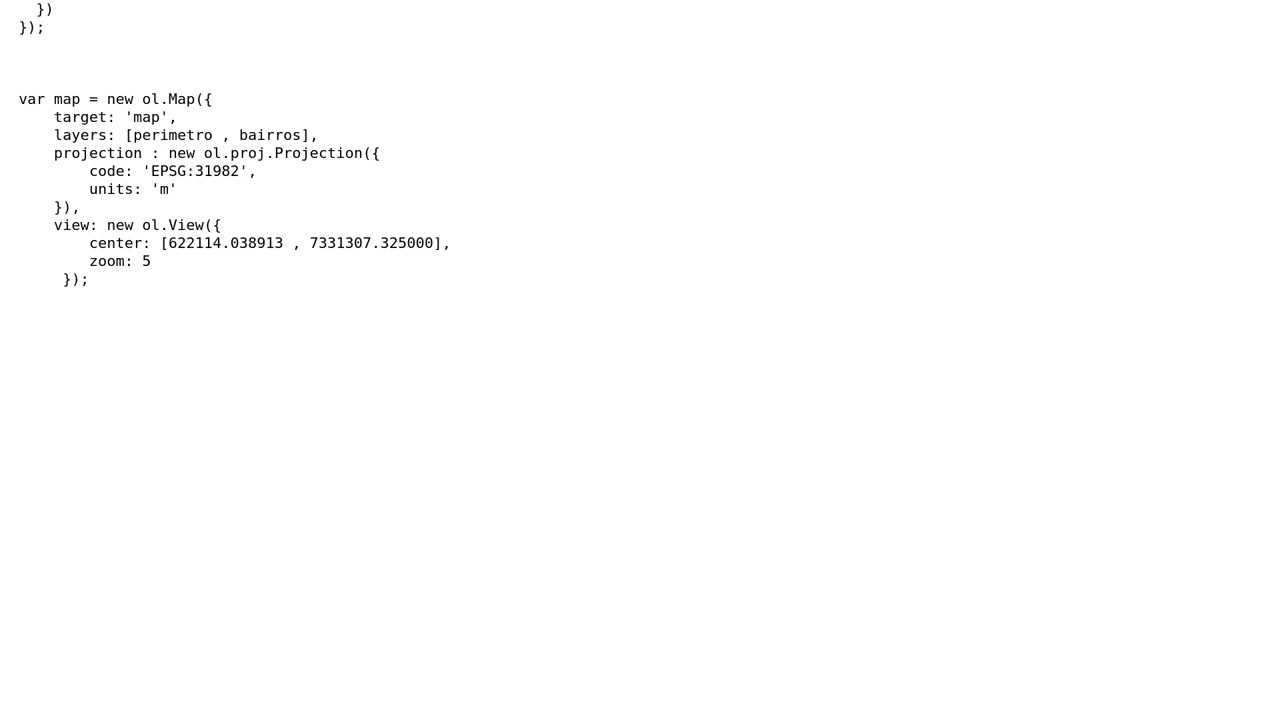 })
});
var map = new ol.Map({
    target: 'map',
    layers: [perimetro , bairros],
    projection : new ol.proj.Projection({
        code: 'EPSG:31982',
        units: 'm'
    }),
    view: new ol.View({
        center: [622114.038913 , 7331307.325000],
        zoom: 5
     });